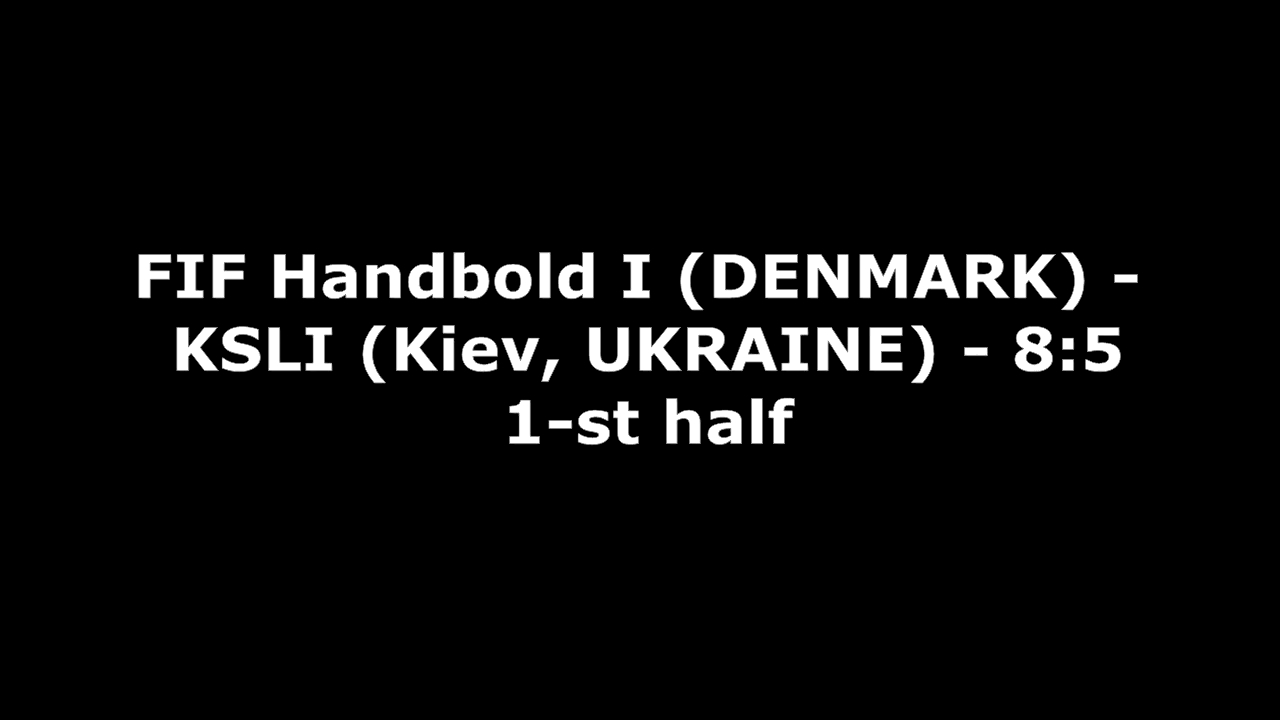 FIF Handbold I (DENMARK) -
KSLI (Kiev, UKRAINE) - 8:5
1-st half